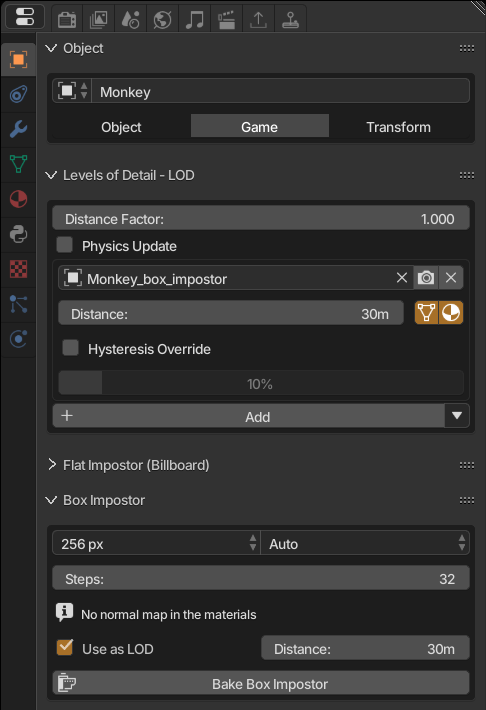 Object
Monkey
Object Game Transform
Levels of Detail - LOD
Distance Factor: 1.000
Physics Update
Monkey_box_impostor
Distance: 30m
Hysteresis Override
10%
Add
Flat Impostor (Billboard)
Box Impostor
256 px Auto
Steps: 32
No normal map in the materials
Use as LOD Distance: 30m
Bake Box Impostor